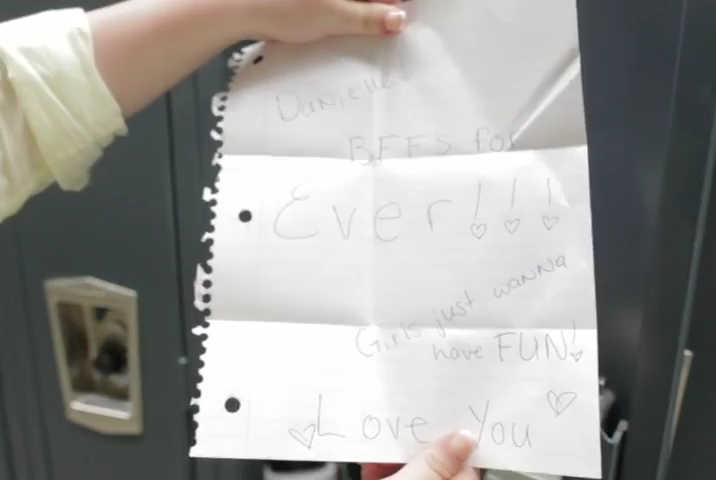 Danielle!
BFFs for
Ever!!!
Girls just wanna
have FUN!
Love You